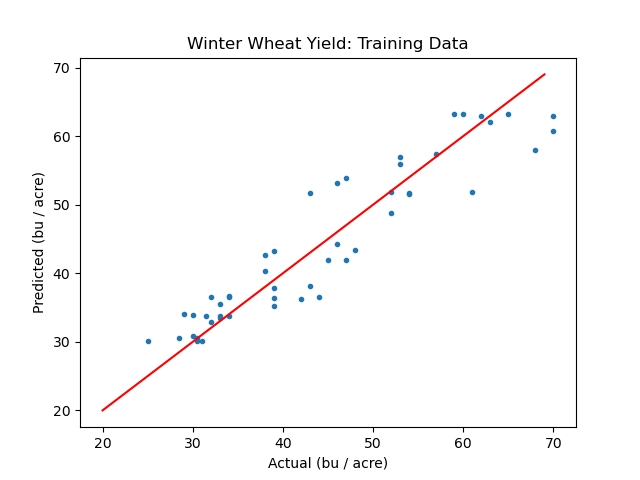 Winter Wheat Yield: Training Data
70
60
50
40
30
20
Predicted (bu / acre)
20 30 40 50 60 70
Actual (bu / acre)